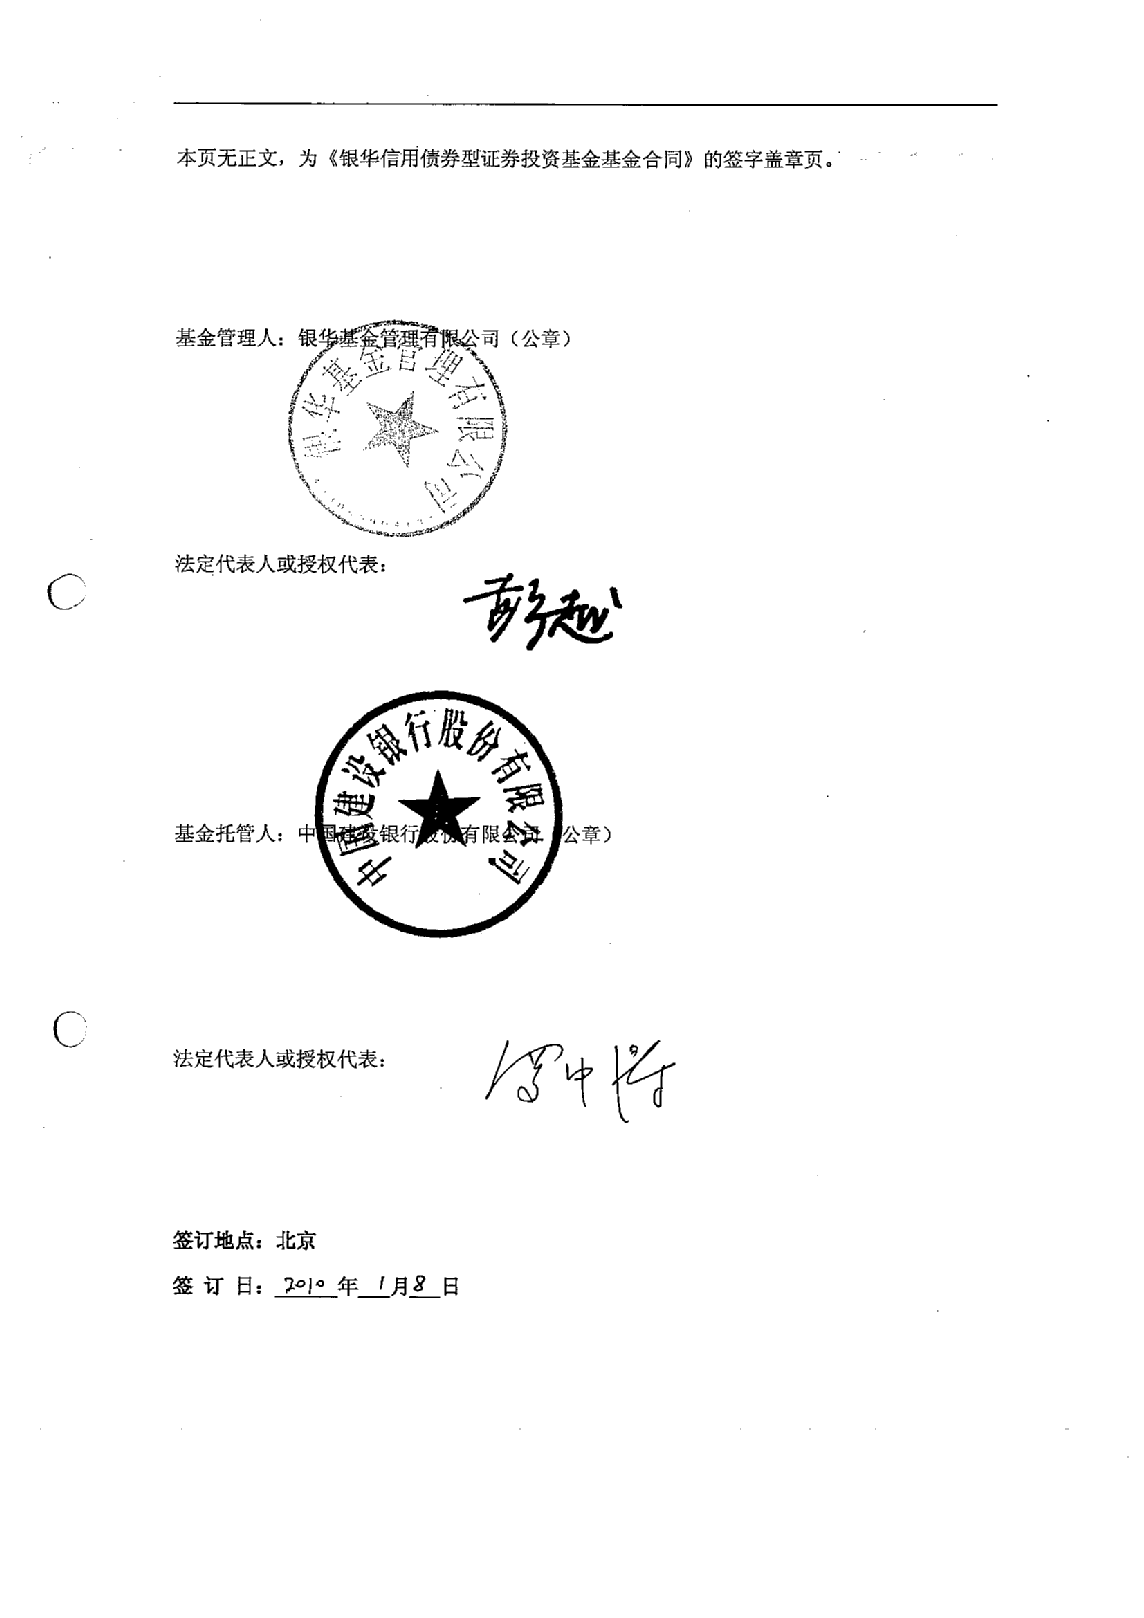 本页无正文，为《银华信用债券型证券投资基金基金合同》的签字盖章页。
基金管理人：银华基金管理有限公司（公章）
银华基金管理有限公司
法定代表人或授权代表：
彭越
中国建设银行股份有限公司
基金托管人：中国建设银行股份有限公司（公章）
法定代表人或授权代表：
罗中涛
签订地点：北京
签 订 日：2010 年 1 月 8 日